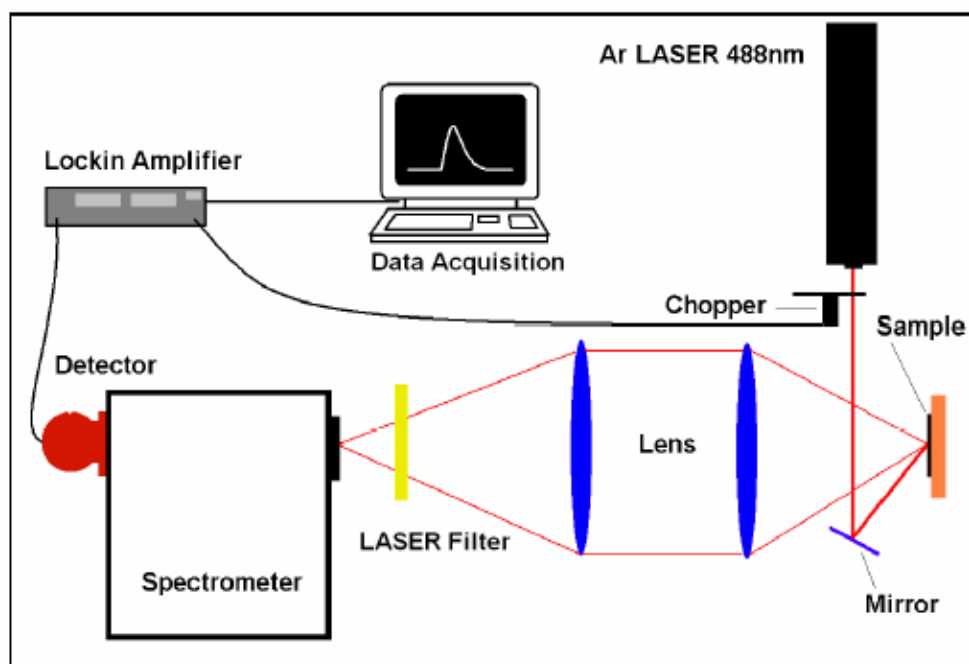 Ar LASER 488nm
Lockin Amplifier
Data Acquisition
Chopper
Sample
Detector
Lens
LASER Filter
Spectrometer
Mirror